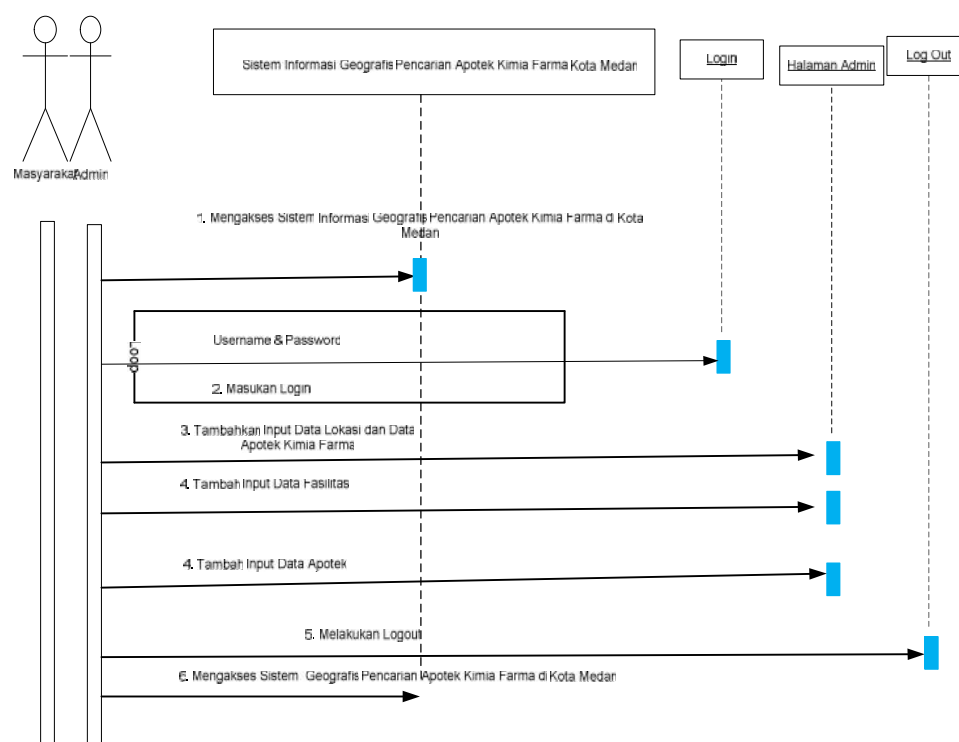 Sistem Informasi Geografis Pencarian Apotek Kimia Farma Kota Medan
Login
Halaman Admin
Log Out
Masyarakat
Admin
1. Mengakses Sistem Informasi Geografis Pencarian Apotek Kimia Farma di Kota
Medan
Loop
Username & Password
2. Masukan Login
3. Tambahkan Input Data Lokasi dan Data
Apotek Kimia Farma
4. Tambah Input Data Fasilitas
4. Tambah Input Data Apotek
5. Melakukan Logout
6. Mengakses Sistem Geografis Pencarian Apotek Kimia Farma di Kota Medan